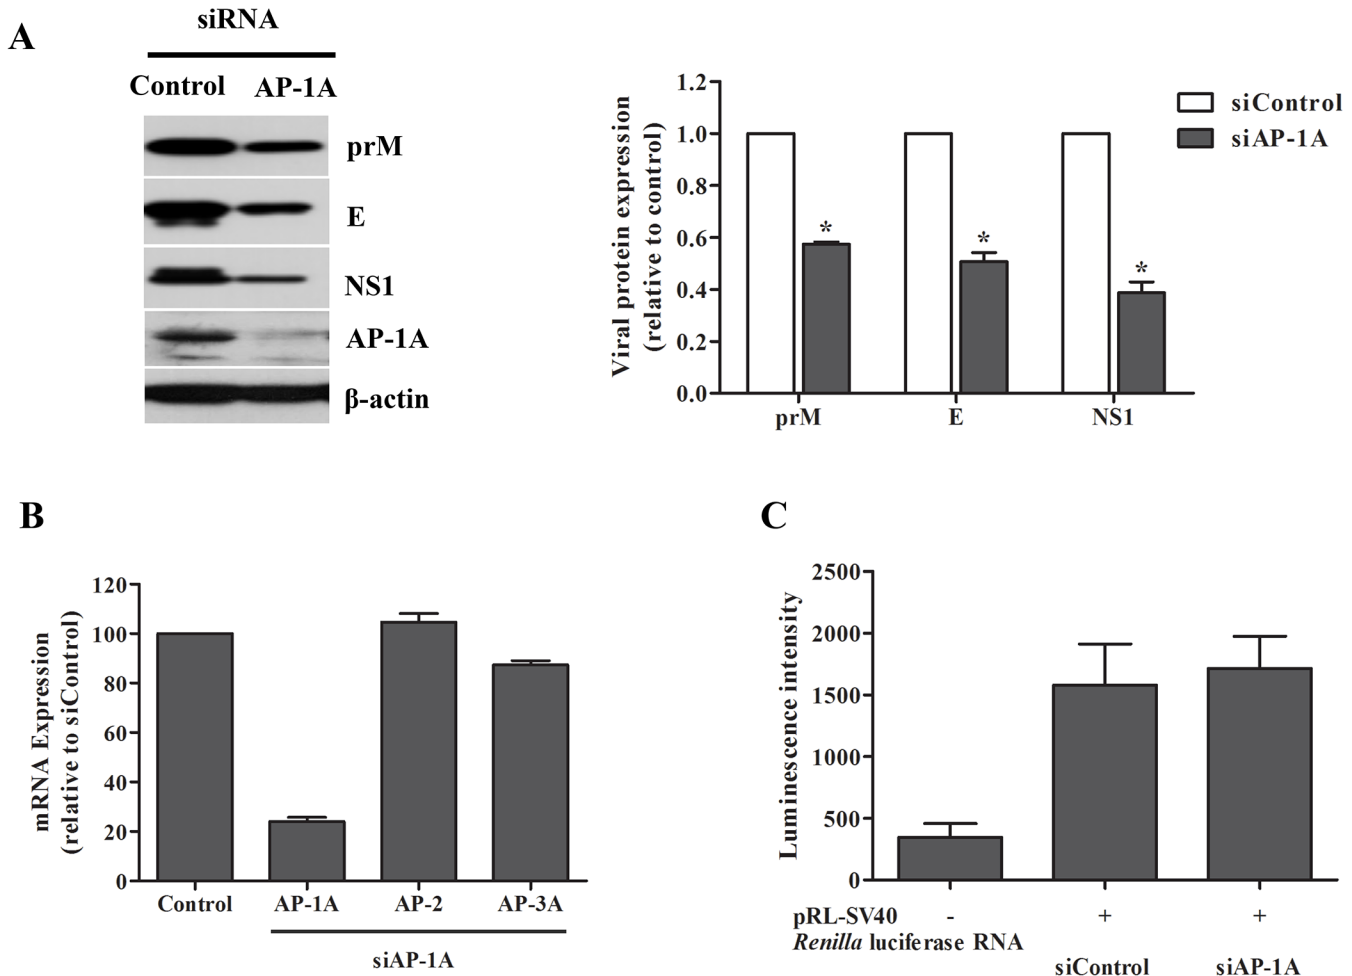 A
siRNA
Control AP-1A
prM
E
NS1
AP-1A
β-actin
Viral protein expression
(relative to control)
1.2
1.0
0.8
0.6
0.4
0.2
0.0
* * *
prM E NS1
siControl
siAP-1A
B
mRNA Expression
(relative to siControl)
120
100
80
60
40
20
0
Control AP-1A AP-2 AP-3A
siAP-1A
C
Luminescence intensity
2500
2000
1500
1000
500
0
pRL-SV40 - + +
Renilla luciferase RNA
siControl siAP-1A